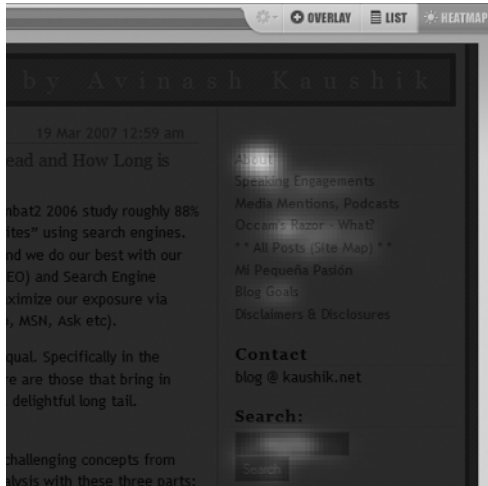 OVERLAY LIST HEATMAP
by Avinash Kaushik
19 Mar 2007 12:59 am
ead and How Long is
mbat2 2006 study roughly 88%
ites" using search engines.
nd we do our best with our
EO) and Search Engine
aximize our exposure via
, MSN, Ask etc).
qual. Specifically in the
re are those that bring in
delightful long tail.
challenging concepts from
alysis with these three parts:
About
Speaking Engagements
Media Mentions, Podcasts
Occam's Razor - What?
* * All Posts (Site Map) * *
Mi Pequeña Pasión
Blog Goals
Disclaimers & Disclosures
Contact
blog @ kaushik.net
Search:
Search